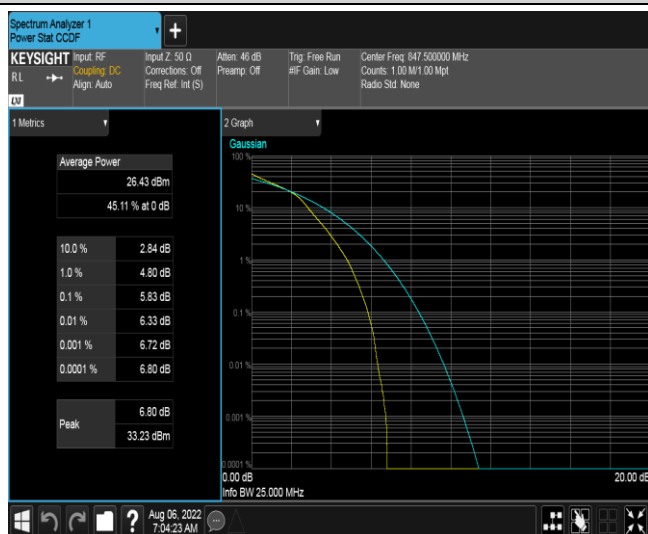 Spectrum Analyzer 1
Power Stat CCDF
+
KEYSIGHT
R L
LXI
Input: RF
Coupling: DC
Align: Auto
Input Z: 50 Ω
Corrections: Off
Freq Ref: Int (S)
Atten: 46 dB
Preamp: Off
Trig: Free Run
#IF Gain: Low
Center Freq: 847.500000 MHz
Counts: 1.00 M/1.00 Mpt
Radio Std: None
1 Metrics
Average Power
26.43 dBm
45.11 % at 0 dB
10.0 % 2.84 dB
1.0 % 4.80 dB
0.1 % 5.83 dB
0.01 % 6.33 dB
0.001 % 6.72 dB
0.0001 % 6.80 dB
Peak
6.80 dB
33.23 dBm
2 Graph
Gaussian
100 %
10 %
1 %
0.1 %
0.01 %
0.001 %
0.0001 %
0.00 dB 20.00 dB
Info BW 25.000 MHz
?
Aug 06, 2022
7:04:23 AM